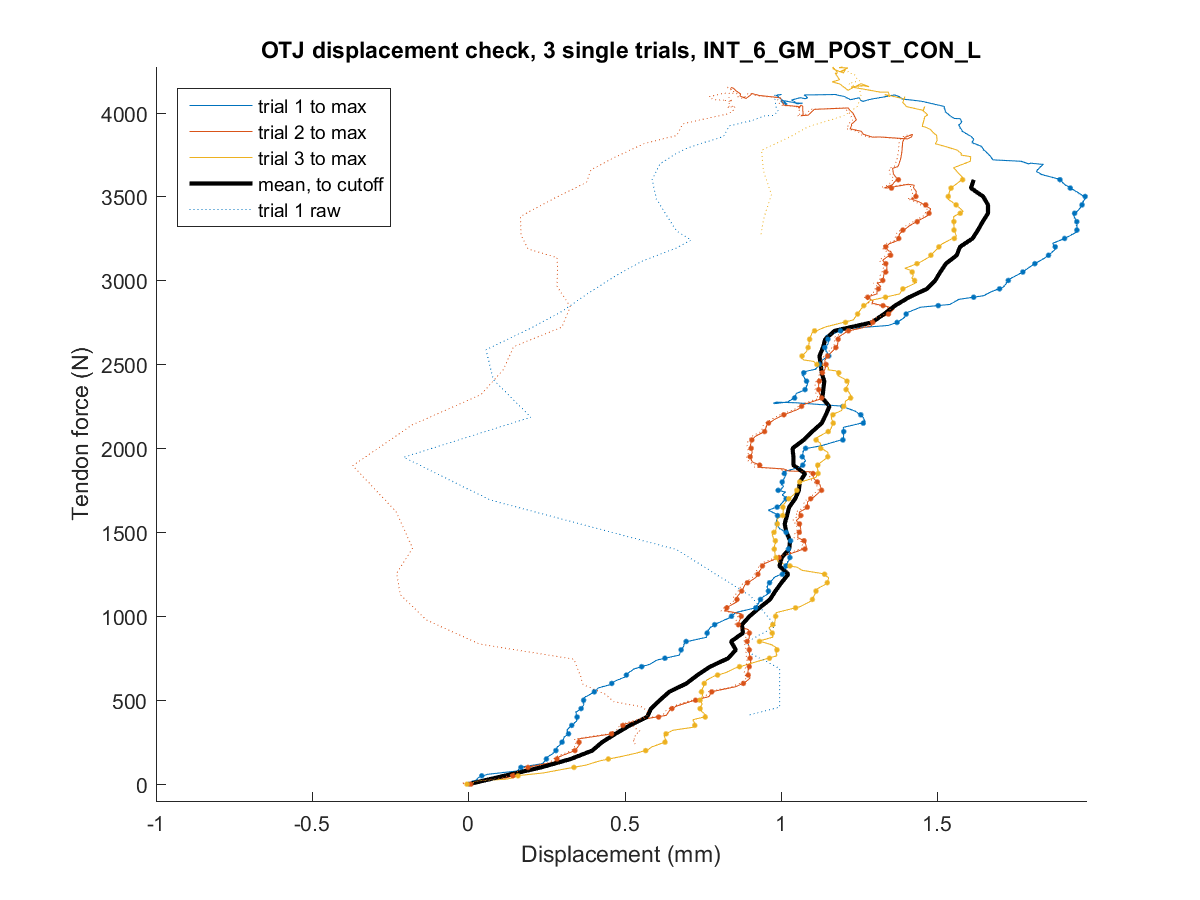 OTJ displacement check, 3 single trials, INT_6_GM_POST_CON_L
trial 1 to max
trial 2 to max
trial 3 to max
mean, to cutoff
trial 1 raw
Tendon force (N)
4000
3500
3000
2500
2000
1500
1000
500
0
-1
-0.5
0
0.5
1
1.5
Displacement (mm)